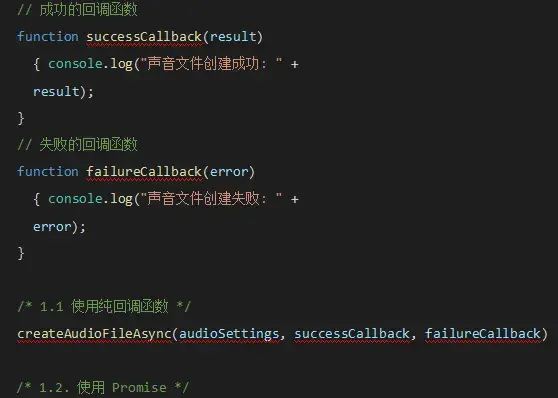 // 成功的回调函数
function successCallback(result)
{ console.log("声音文件创建成功: " +
result);
}
// 失败的回调函数
function failureCallback(error)
{ console.log("声音文件创建失败: " +
error);
}
/* 1.1 使用纯回调函数 */
createAudioFileAsync(audioSettings, successCallback, failureCallback)
/* 1.2. 使用 Promise */